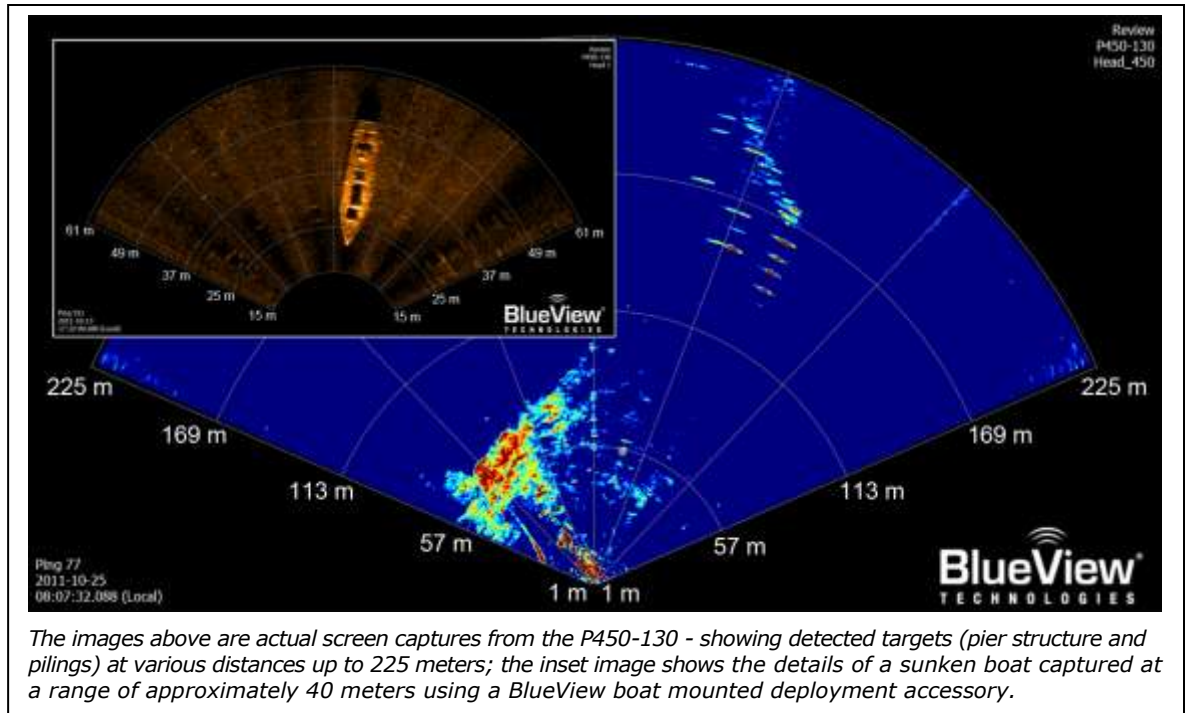 Review
P450-130
Head_450
61 m
49 m
37 m
25 m
15 m
15 m
25 m
37 m
49 m
61 m
BlueView
TECHNOLOGIES
225 m
169 m
113 m
57 m
1 m
1 m
57 m
113 m
169 m
225 m
Ping 77
2011-10-25
08:07:32.088 (Local)
BlueView
TECHNOLOGIES
The images above are actual screen captures from the P450-130 - showing detected targets (pier structure and
pilings) at various distances up to 225 meters; the inset image shows the details of a sunken boat captured at
a range of approximately 40 meters using a BlueView boat mounted deployment accessory.